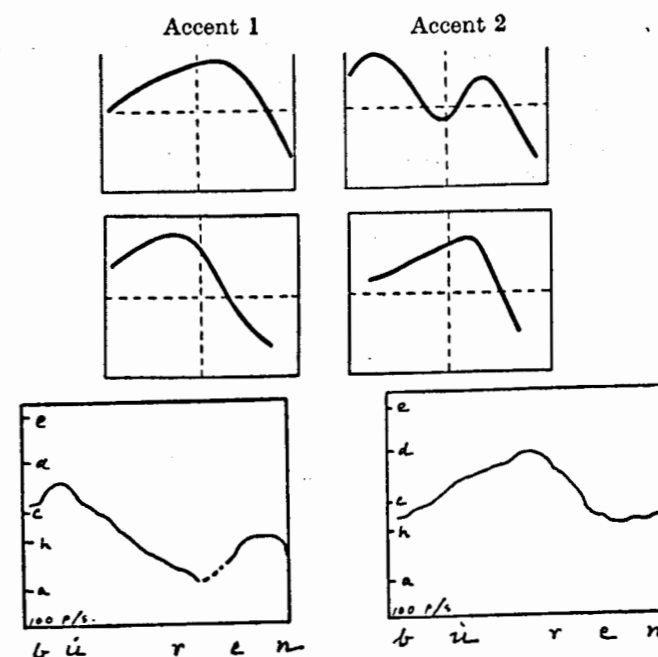 Accent 1 Accent 2
e e
d d
c c
h h
a a
100 P/s. 100 P/s.
b ü r e n b ü r e n